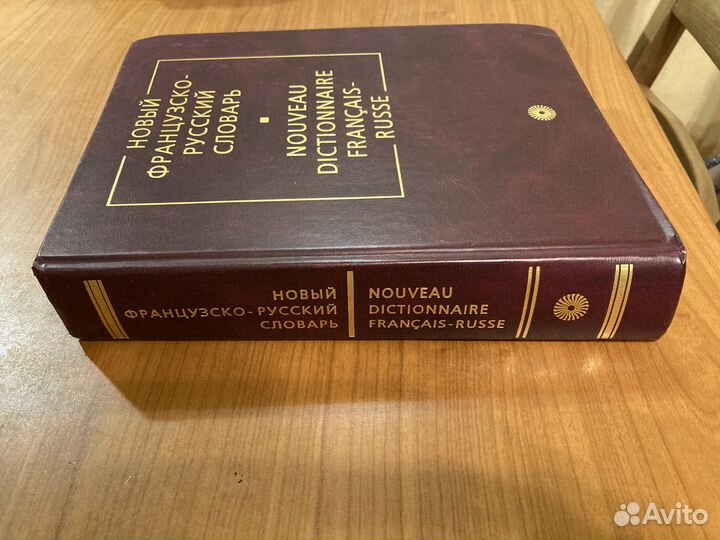 НОВЫЙ
ФРАНЦУЗСКО-
РУССКИЙ
СЛОВАРЬ
NOUVEAU
DICTIONNAIRE
FRANÇAIS-
RUSSE
НОВЫЙ
ФРАНЦУЗСКО-РУССКИЙ
СЛОВАРЬ
NOUVEAU
DICTIONNAIRE
FRANÇAIS-RUSSE
Avito